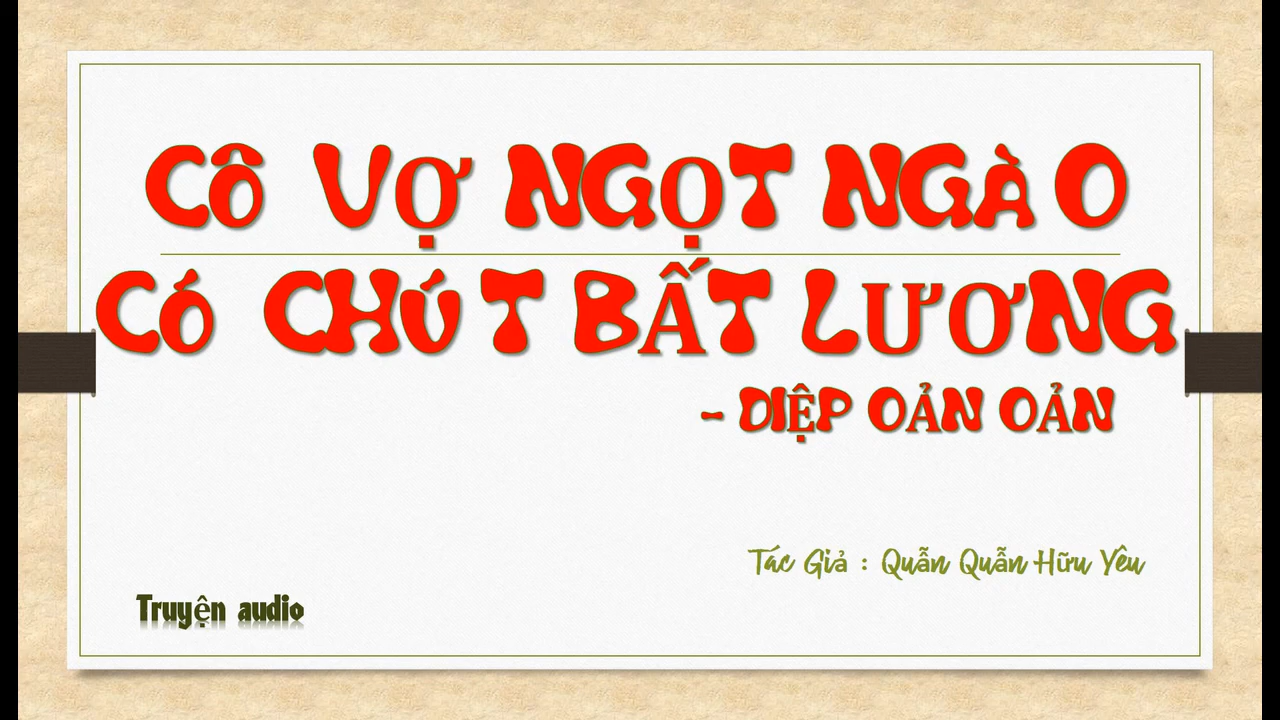 CÔ VỢ NGỌT NGÀO
CÓ CHÚT BẤT LƯƠNG
- DIỆP OẢN OẢN
Tác Giả : Quẫn Quẫn Hữu Yêu
Truyện audio